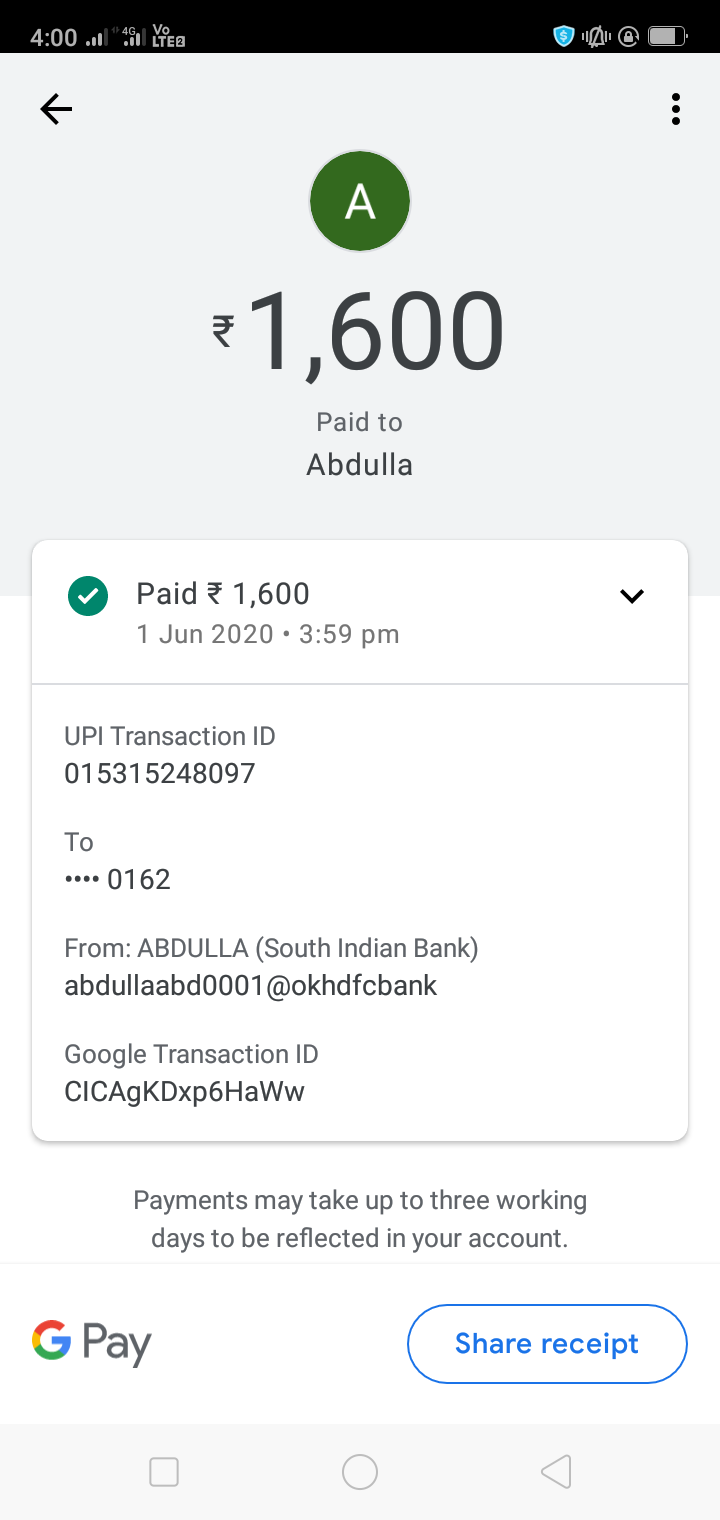 4:00 4G Vo LTE2
A
₹1,600
Paid to
Abdulla
Paid ₹ 1,600
1 Jun 2020 • 3:59 pm
UPI Transaction ID
015315248097
To
•••• 0162
From: ABDULLA (South Indian Bank)
abdullaabd0001@okhdfcbank
Google Transaction ID
CICAgKDxp6HaWw
Payments may take up to three working
days to be reflected in your account.
G Pay
Share receipt